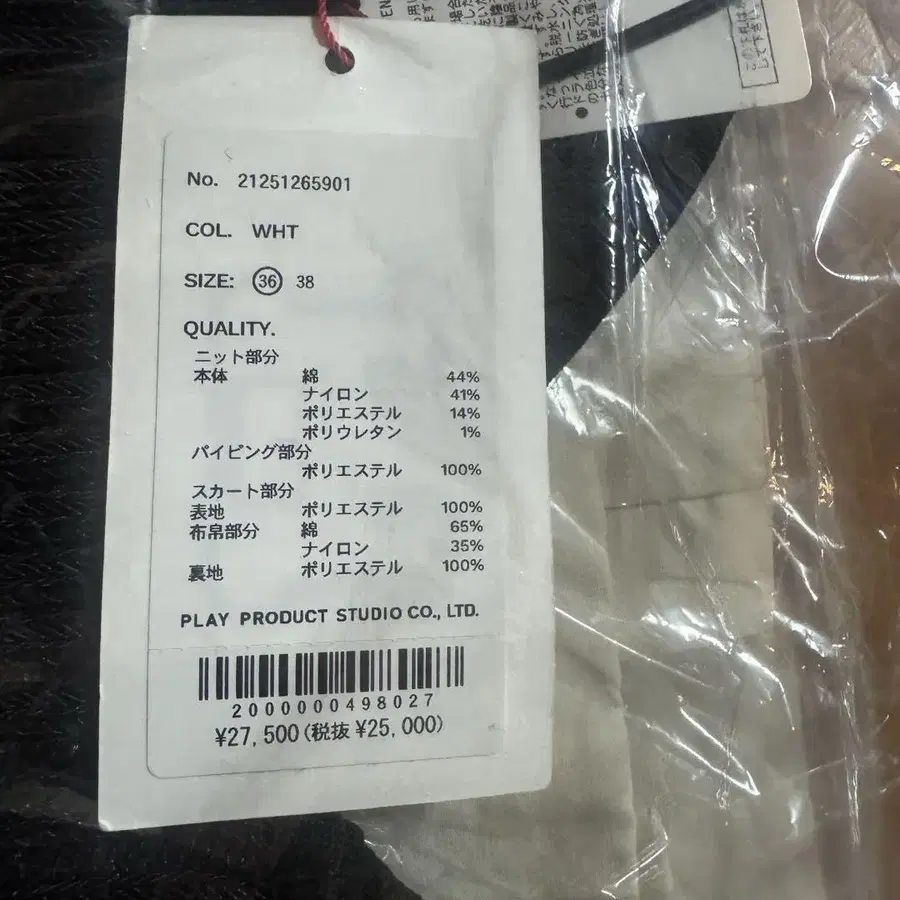 No. 21251265901
COL. WHT
SIZE: 36 38
QUALITY.
ニット部分
本体 綿 44%
ナイロン 41%
ポリエステル 14%
ポリウレタン 1%
パイピング部分
ポリエステル 100%
スカート部分
表地 ポリエステル 100%
布帛部分 綿 65%
ナイロン 35%
裏地 ポリエステル 100%
PLAY PRODUCT STUDIO CO., LTD.
2000000498027
¥27,500(税抜 ¥25,000)